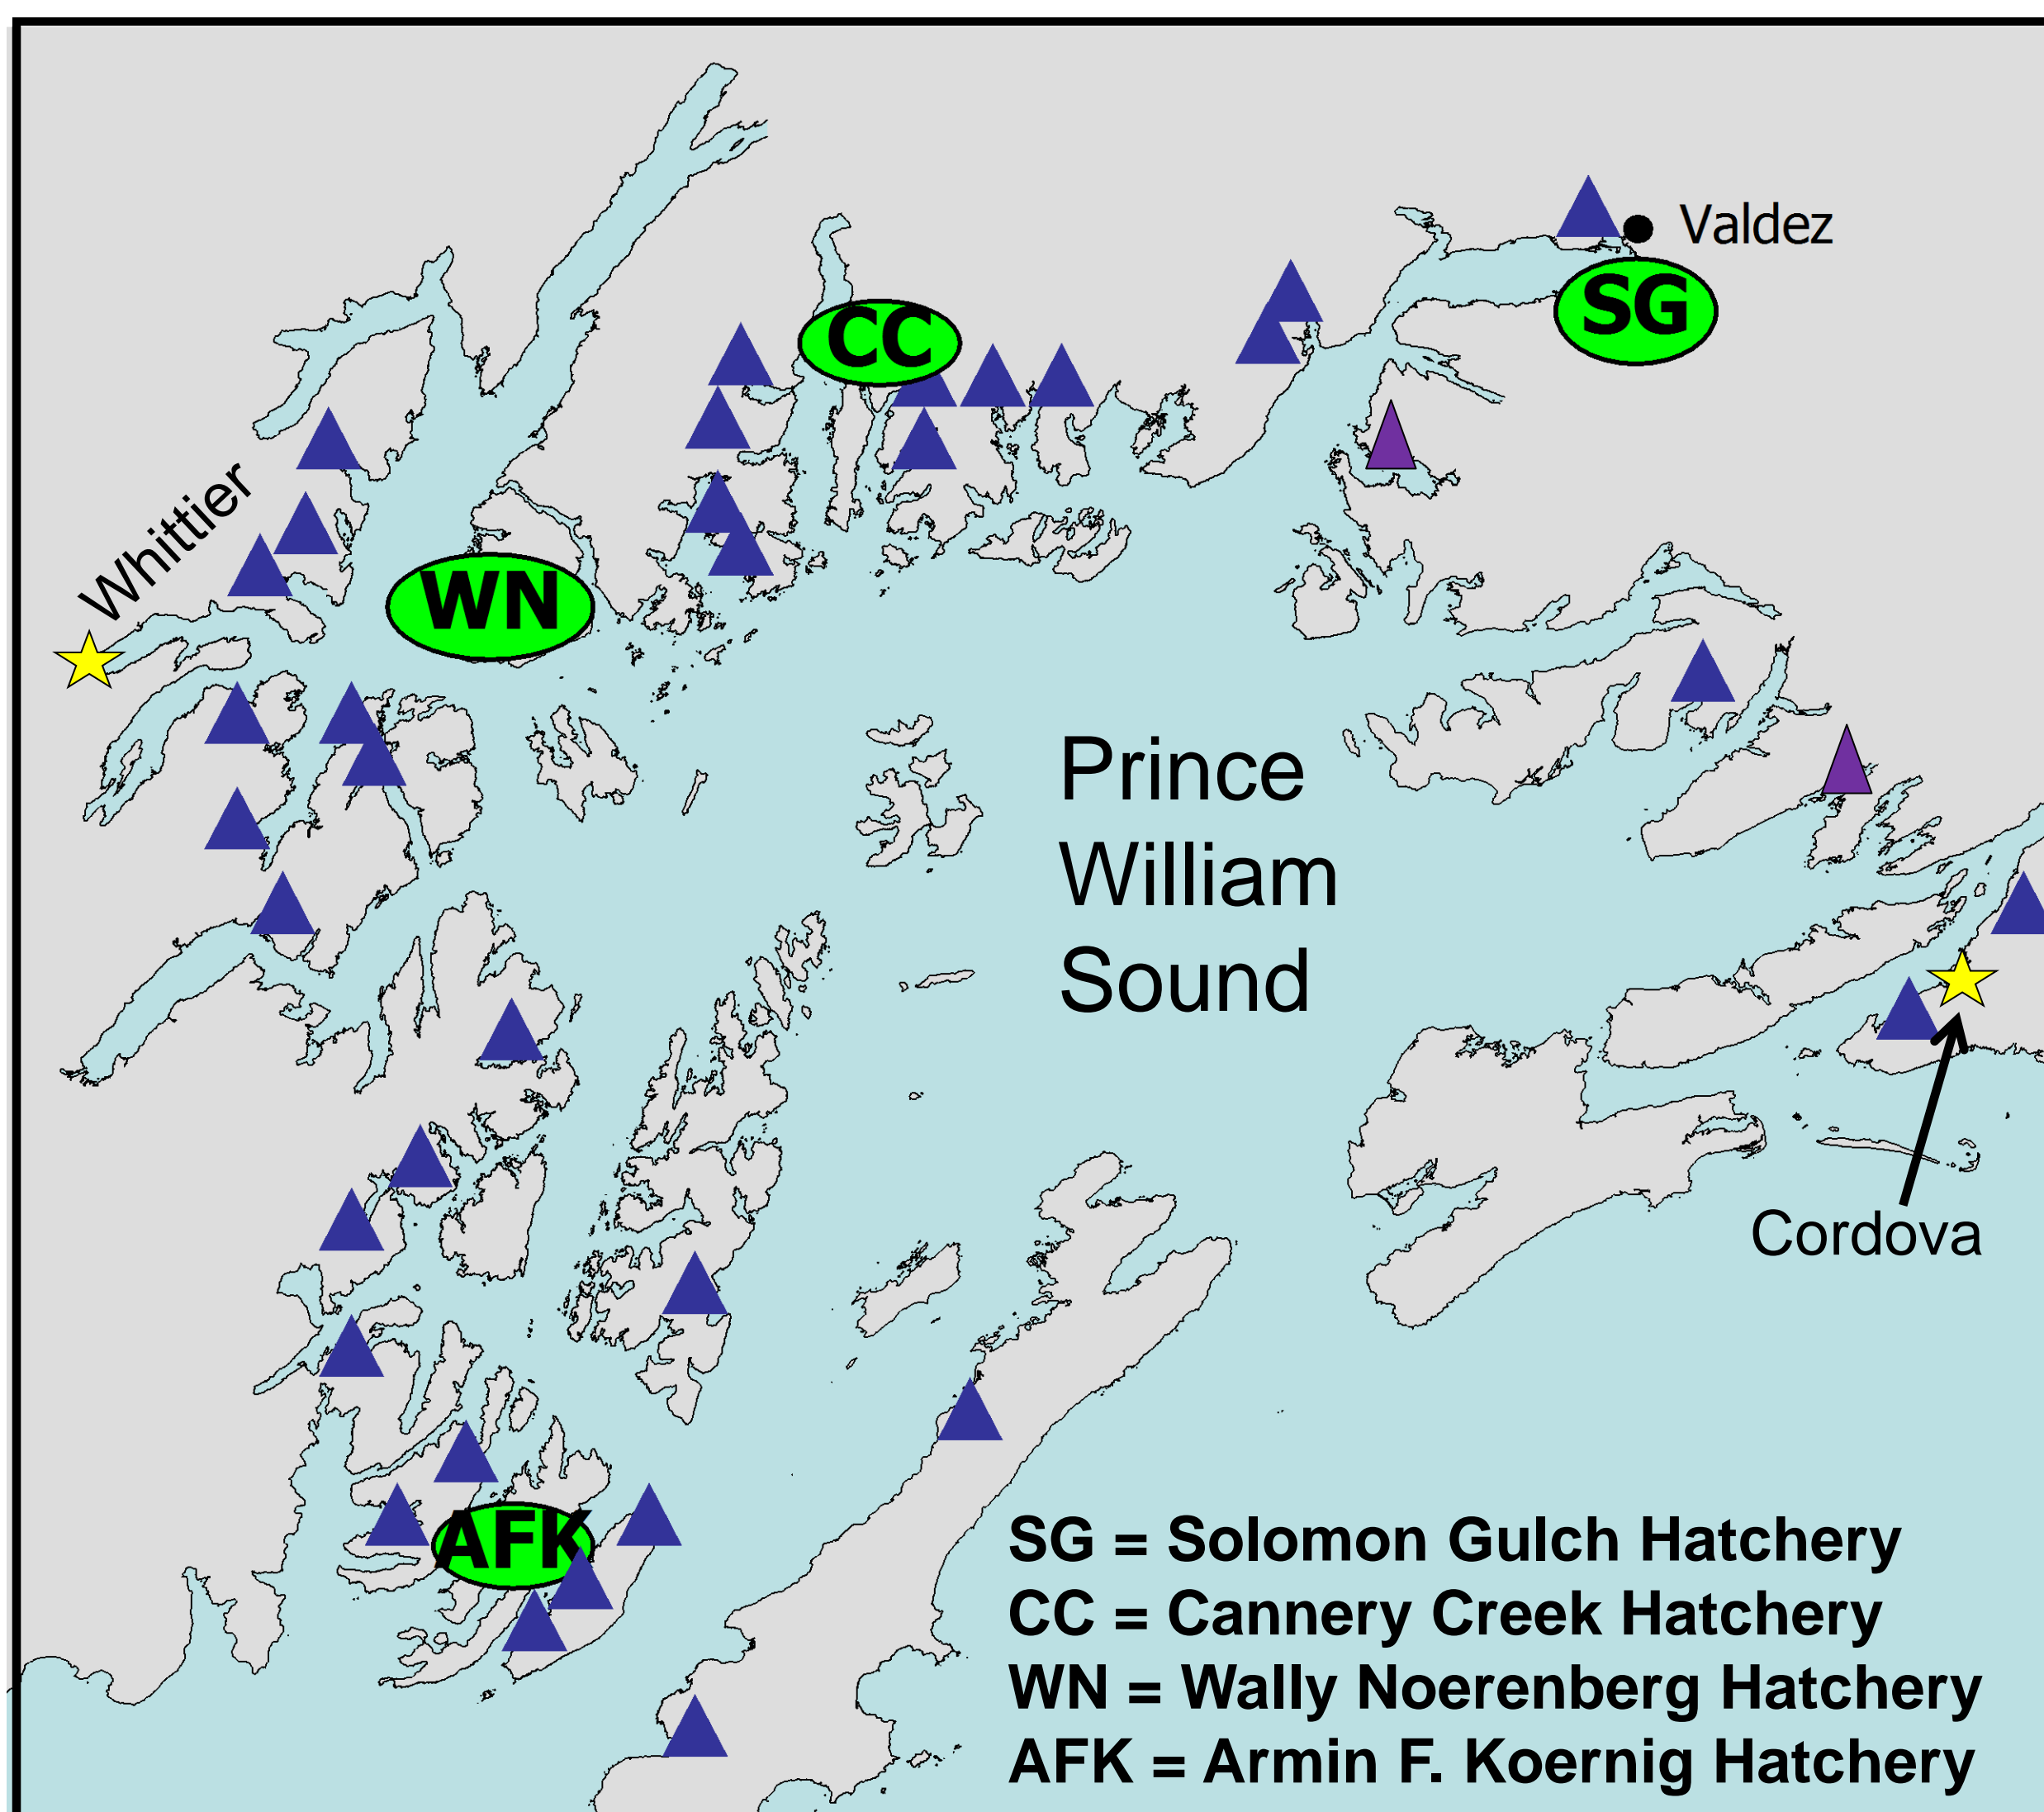 Valdez
SG
CC
Whittier
WN
Prince
William
Sound
Cordova
AFK
SG = Solomon Gulch Hatchery
CC = Cannery Creek Hatchery
WN = Wally Noerenberg Hatchery
AFK = Armin F. Koernig Hatchery